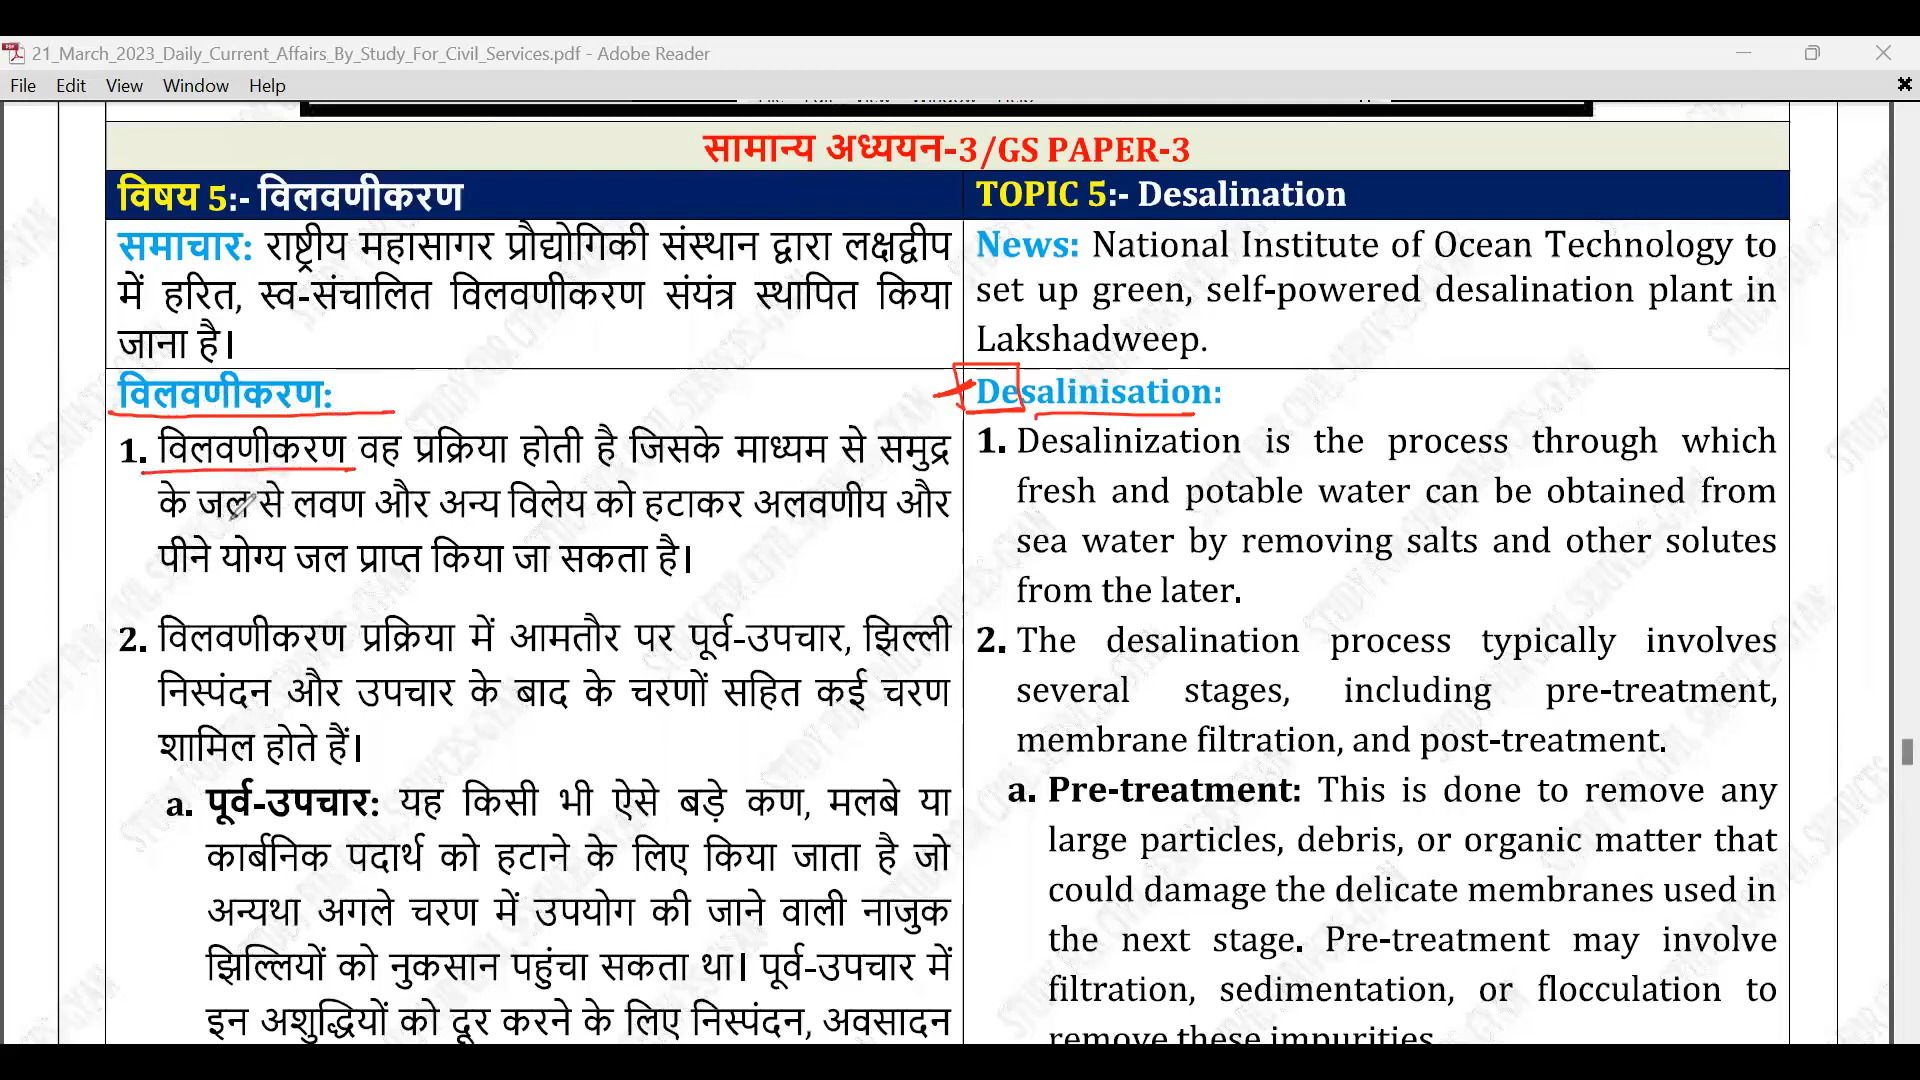 21_March_2023_Daily_Current_Affairs_By_Study_For_Civil_Services.pdf - Adobe Reader
File Edit View Window Help
सामान्य अध्ययन-3/GS PAPER-3
विषय 5:- विलवणीकरण
TOPIC 5:- Desalination
समाचार: राष्ट्रीय महासागर प्रौद्योगिकी संस्थान द्वारा लक्षद्वीप
में हरित, स्व-संचालित विलवणीकरण संयंत्र स्थापित किया
जाना है।
News: National Institute of Ocean Technology to
set up green, self-powered desalination plant in
Lakshadweep.
विलवणीकरण:
1. विलवणीकरण वह प्रक्रिया होती है जिसके माध्यम से समुद्र
के जल से लवण और अन्य विलेय को हटाकर अलवणीय और
पीने योग्य जल प्राप्त किया जा सकता है।
2. विलवणीकरण प्रक्रिया में आमतौर पर पूर्व-उपचार, झिल्ली
निस्पंदन और उपचार के बाद के चरणों सहित कई चरण
शामिल होते हैं।
a. पूर्व-उपचार: यह किसी भी ऐसे बड़े कण, मलबे या
कार्बनिक पदार्थ को हटाने के लिए किया जाता है जो
अन्यथा अगले चरण में उपयोग की जाने वाली नाजुक
झिल्लियों को नुकसान पहुंचा सकता था। पूर्व-उपचार में
इन अशुद्धियों को दूर करने के लिए निस्पंदन, अवसादन
Desalinisation:
1. Desalinization is the process through which
fresh and potable water can be obtained from
sea water by removing salts and other solutes
from the later.
2. The desalination process typically involves
several stages, including pre-treatment,
membrane filtration, and post-treatment.
a. Pre-treatment: This is done to remove any
large particles, debris, or organic matter that
could damage the delicate membranes used in
the next stage. Pre-treatment may involve
filtration, sedimentation, or flocculation to
remove these impurities.